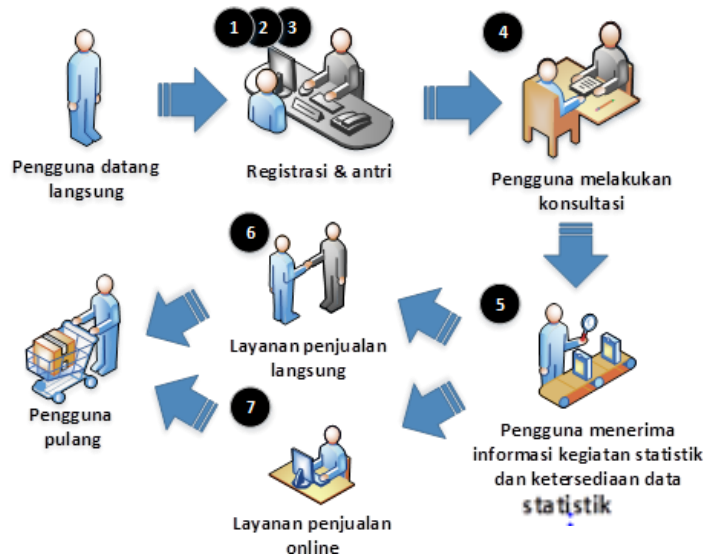 1 2 3
4
Pengguna datang
langsung
Registrasi & antri
Pengguna melakukan
konsultasi
6
5
Layanan penjualan
langsung
Pengguna
pulang
7
Pengguna menerima
informasi kegiatan statistik
dan ketersediaan data
statistik
Layanan penjualan
online